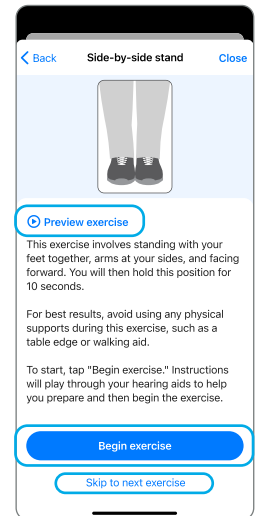 Back Side-by-side stand Close
Preview exercise
This exercise involves standing with your
feet together, arms at your sides, and facing
forward. You will then hold this position for
10 seconds.
For best results, avoid using any physical
supports during this exercise, such as a
table edge or walking aid.
To start, tap "Begin exercise." Instructions
will play through your hearing aids to help
you prepare and then begin the exercise.
Begin exercise
Skip to next exercise